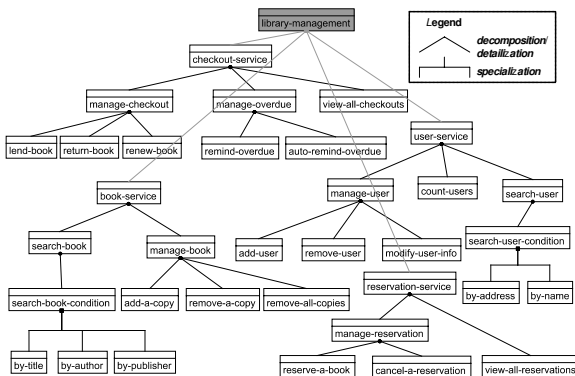 library-management
Legend
decomposition/
detailization
specialization
checkout-service
manage-checkout
manage-overdue
view-all-checkouts
lend-book
return-book
renew-book
remind-overdue
auto-remind-overdue
user-service
book-service
manage-user
count-users
search-user
search-book
manage-book
add-user
remove-user
modify-user-info
search-user-condition
reservation-service
search-book-condition
add-a-copy
remove-a-copy
remove-all-copies
by-address
by-name
manage-reservation
by-title
by-author
by-publisher
reserve-a-book
cancel-a-reservation
view-all-reservations